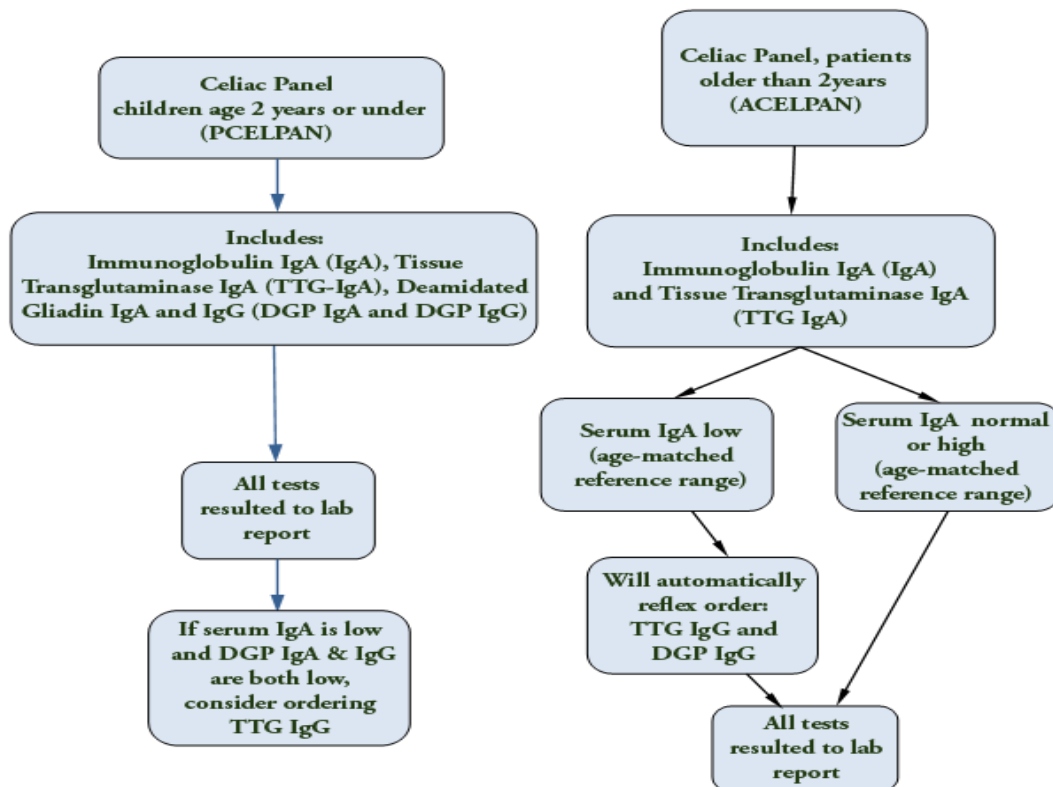 Celiac Panel
children age 2 years or under
(PCELPAN)
Includes:
Immunoglobulin IgA (IgA), Tissue
Transglutaminase IgA (TTG-IgA), Deamidated
Gliadin IgA and IgG (DGP IgA and DGP IgG)
All tests
resulted to lab
report
If serum IgA is low
and DGP IgA & IgG
are both low,
consider ordering
TTG IgG
Celiac Panel, patients
older than 2years
(ACELPAN)
Includes:
Immunoglobulin IgA (IgA)
and Tissue Transglutaminase IgA
(TTG IgA)
Serum IgA low
(age-matched
reference range)
Serum IgA normal
or high
(age-matched
reference range)
Will automatically
reflex order:
TTG IgG and
DGP IgG
All tests
resulted to lab
report